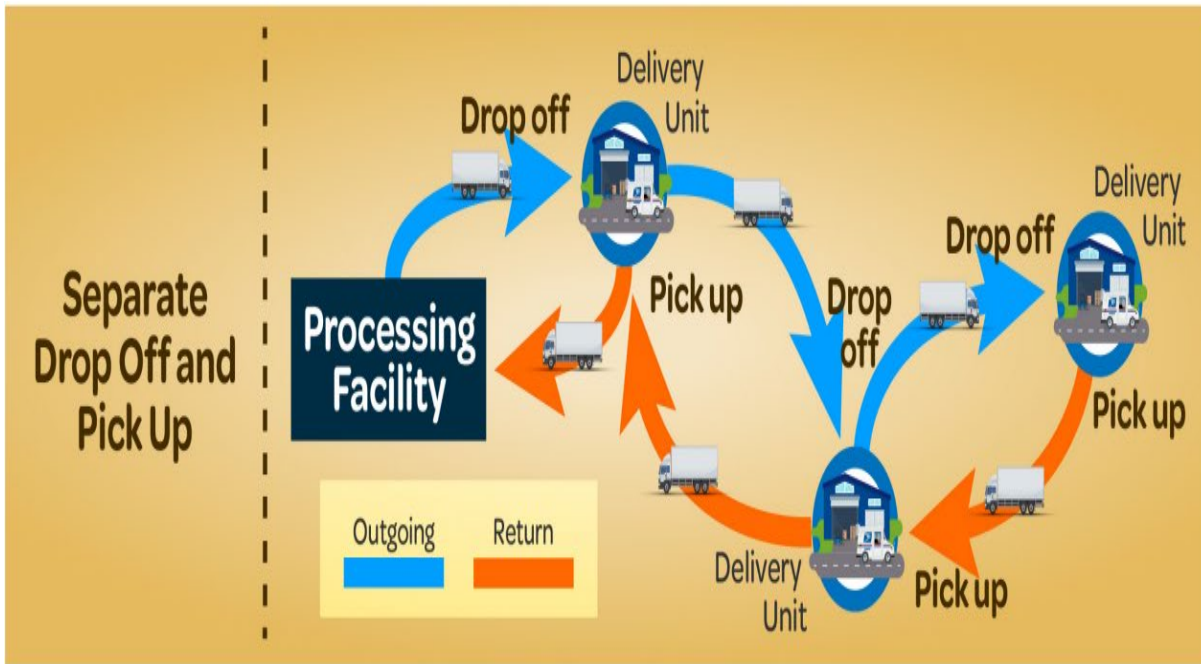 Separate
Drop Off and
Pick Up
Drop off
Delivery
Unit
Processing
Facility
Pick up
Drop
off
Drop off
Delivery
Unit
Pick up
Delivery
Unit
Pick up
Outgoing
Return